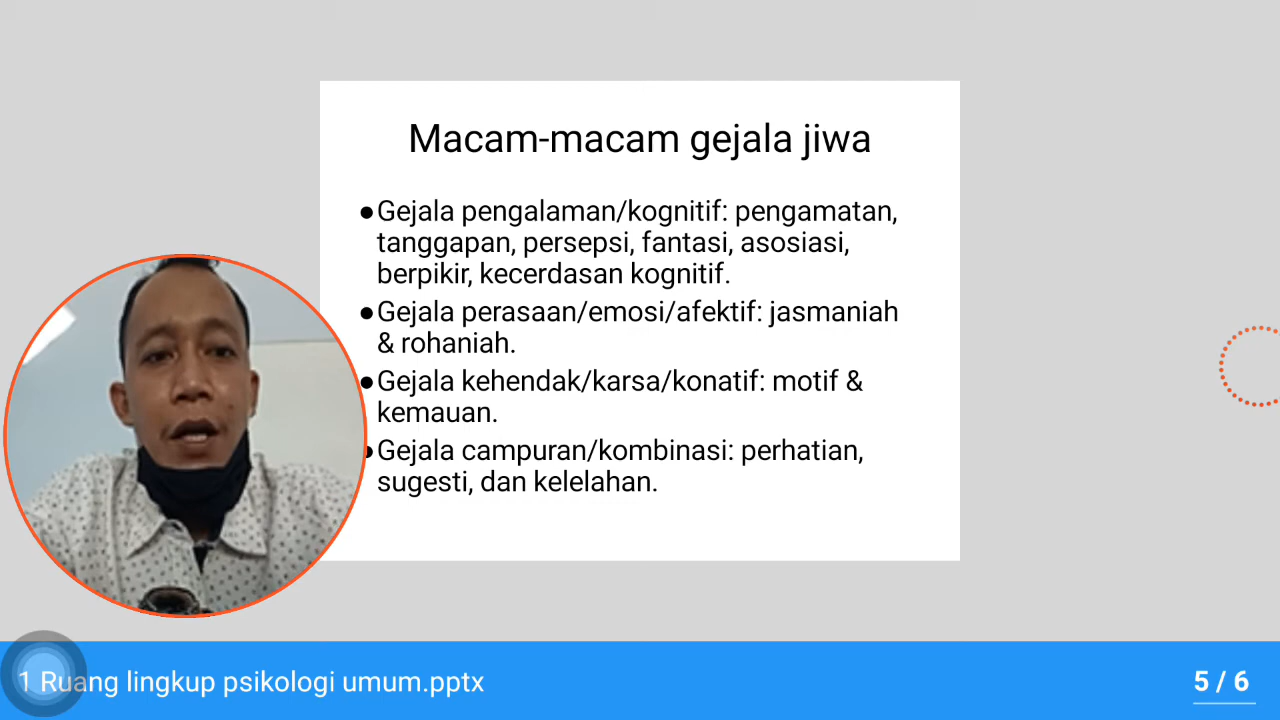 Macam-macam gejala jiwa
●Gejala pengalaman/kognitif: pengamatan,
tanggapan, persepsi, fantasi, asosiasi,
berpikir, kecerdasan kognitif.
●Gejala perasaan/emosi/afektif: jasmaniah
& rohaniah.
●Gejala kehendak/karsa/konatif: motif &
kemauan.
●Gejala campuran/kombinasi: perhatian,
sugesti, dan kelelahan.
1 Ruang lingkup psikologi umum.pptx
5 / 6